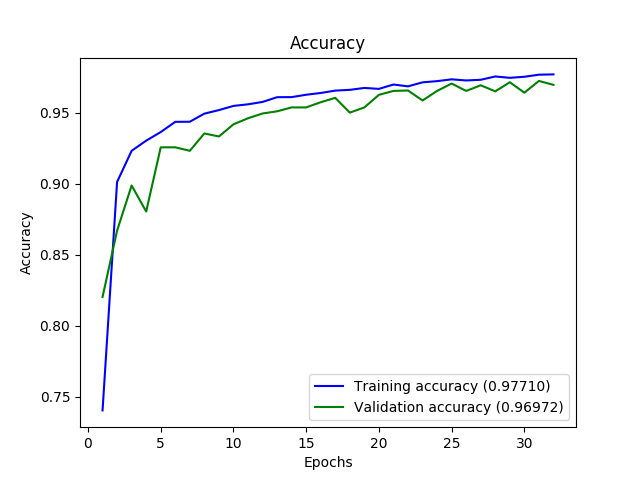 Accuracy
0.95
0.90
0.85
0.80
0.75
Accuracy
Training accuracy (0.97710)
Validation accuracy (0.96972)
0 5 10 15 20 25 30
Epochs